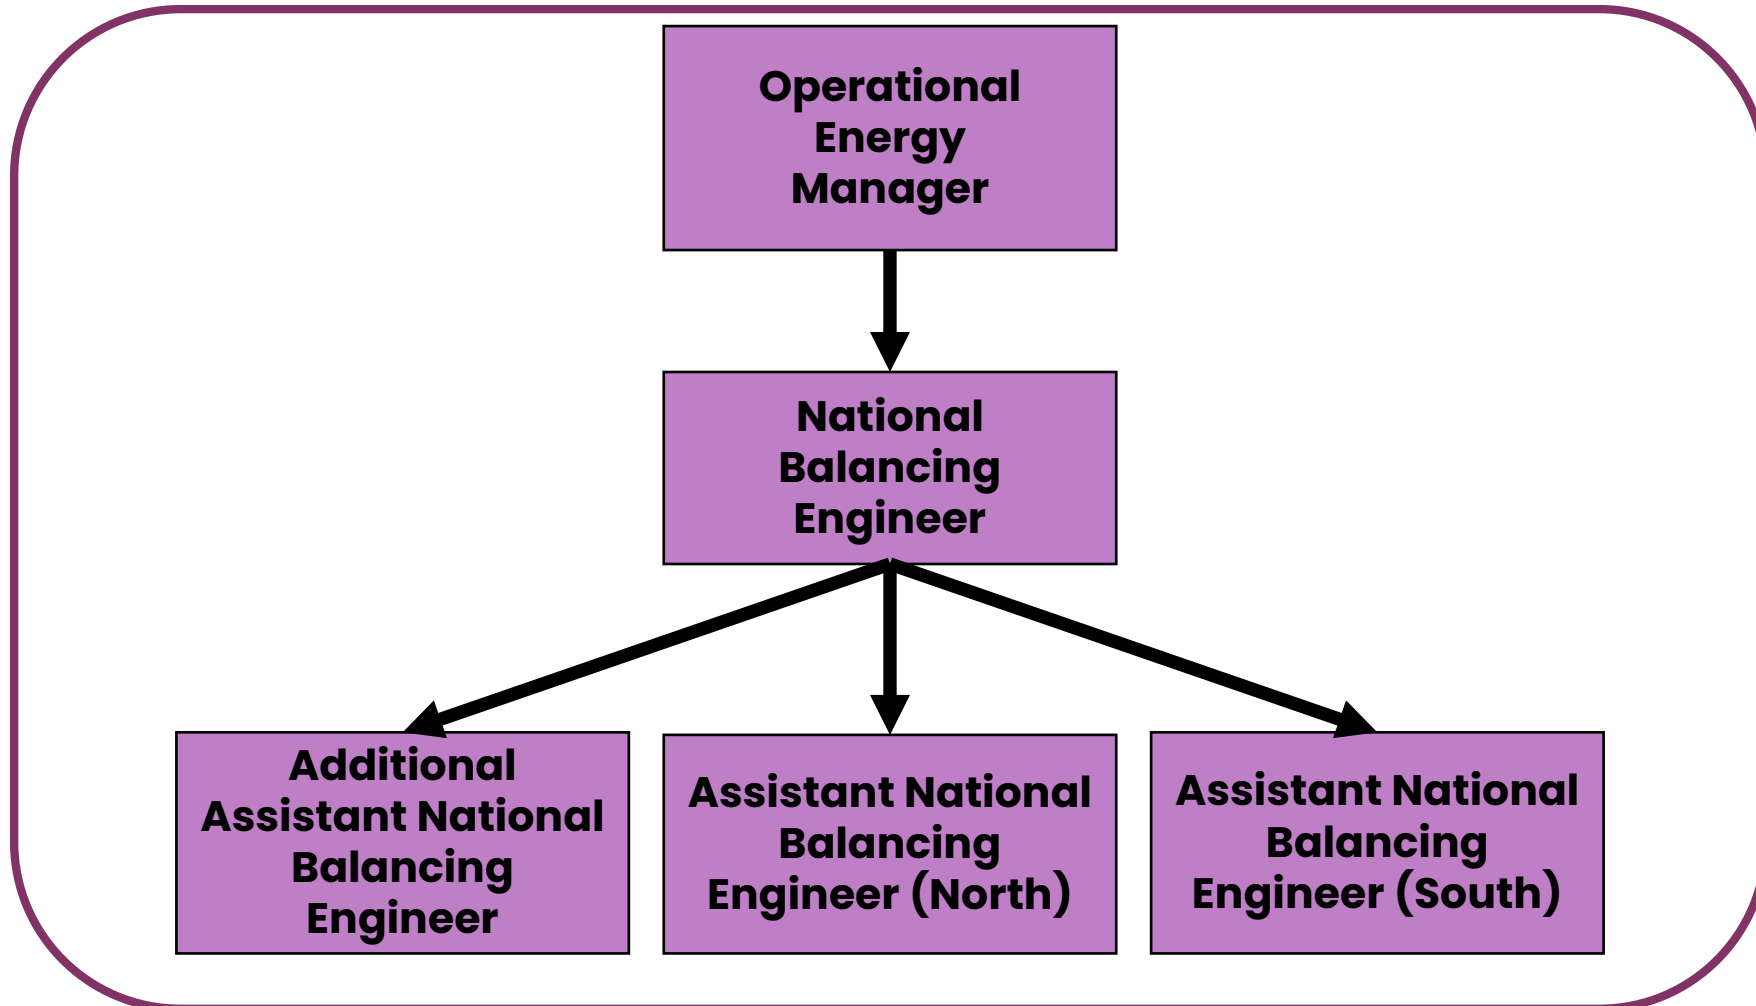 Operational
Energy
Manager
National
Balancing
Engineer
Additional
Assistant National
Balancing
Engineer
Assistant National
Balancing
Engineer (North)
Assistant National
Balancing
Engineer (South)